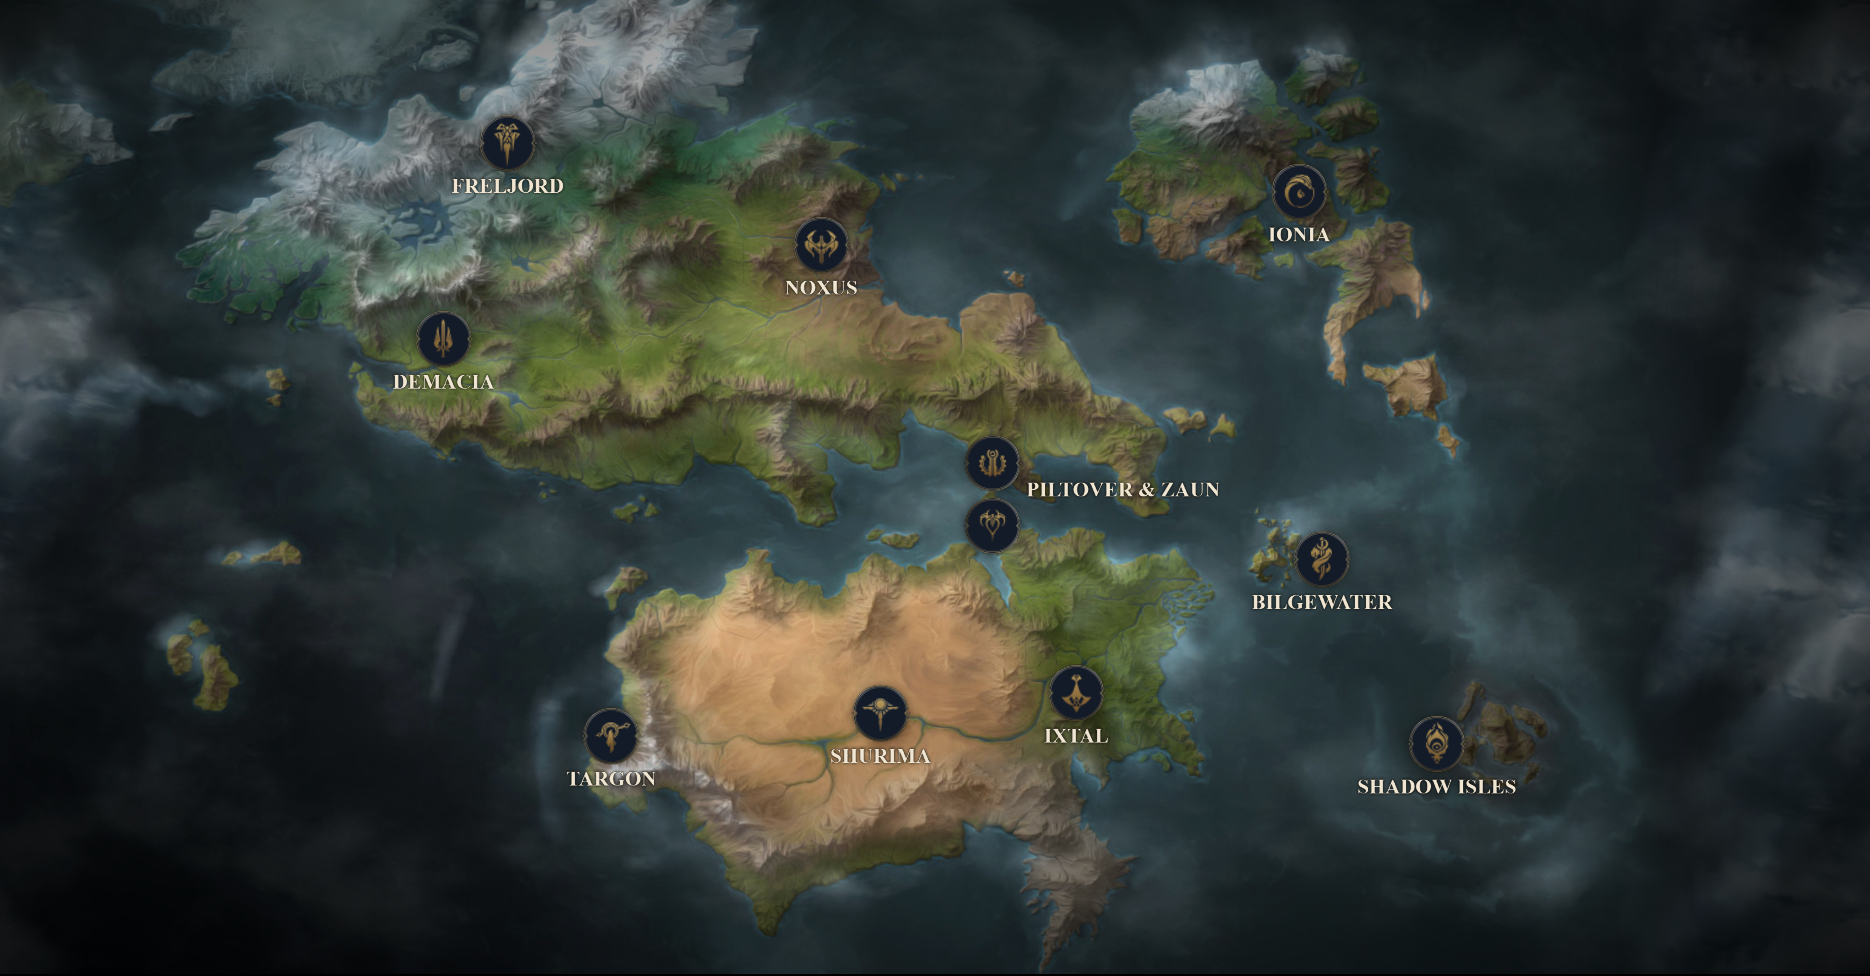 FRELJORD
IONIA
NOXUS
DEMACIA
PILTOVER & ZAUN
BILGEWATER
IXTAL
SHURIMA
TARGON
SHADOW ISLES